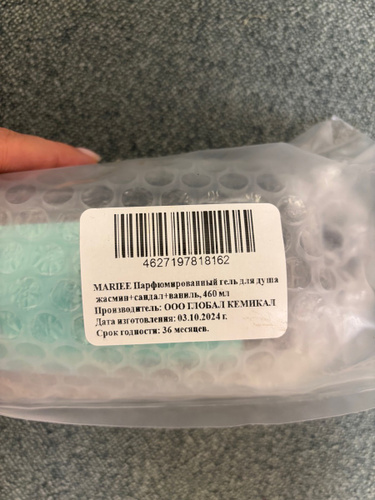 4627197818162
MARIEE Парфюмированный гель для душа
жасмин+сандал+ваниль, 460 мл
Производитель: ООО ГЛОБАЛ КЕМИКАЛ
Дата изготовления: 03.10.2024 г.
Срок годности: 36 месяцев.